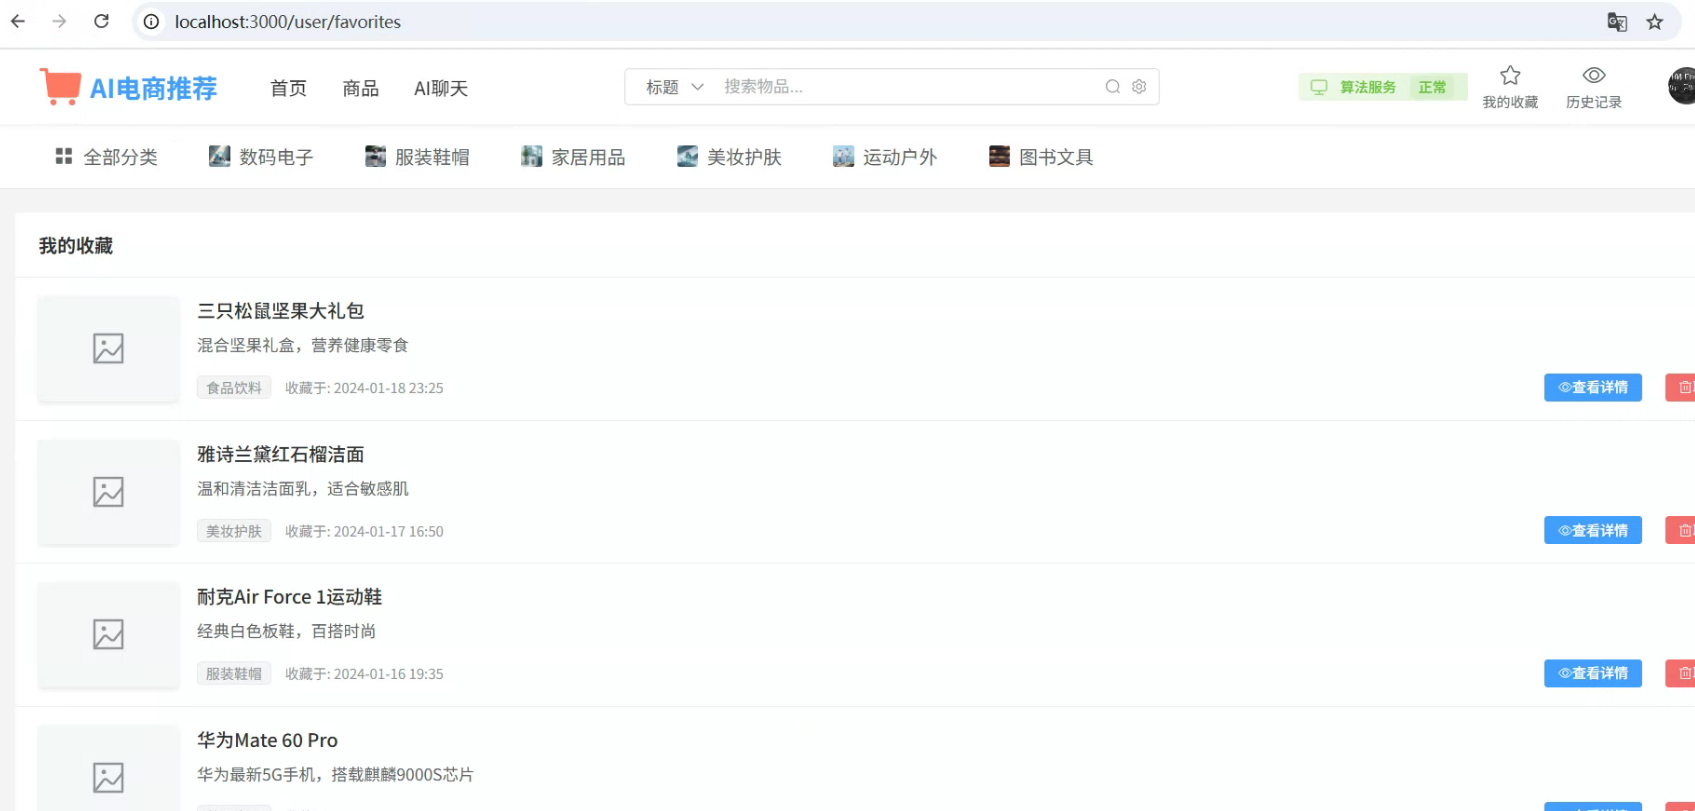 localhost:3000/user/favorites
AI电商推荐 首页 商品 AI聊天 标题 搜索物品... 算法服务 正常 我的收藏 历史记录
全部分类 数码电子 服装鞋帽 家居用品 美妆护肤 运动户外 图书文具
我的收藏
三只松鼠坚果大礼包
混合坚果礼盒，营养健康零食
食品饮料 收藏于: 2024-01-18 23:25 查看详情
雅诗兰黛红石榴洁面
温和清洁洁面乳，适合敏感肌
美妆护肤 收藏于: 2024-01-17 16:50 查看详情
耐克Air Force 1运动鞋
经典白色板鞋，百搭时尚
服装鞋帽 收藏于: 2024-01-16 19:35 查看详情
华为Mate 60 Pro
华为最新5G手机，搭载麒麟9000S芯片